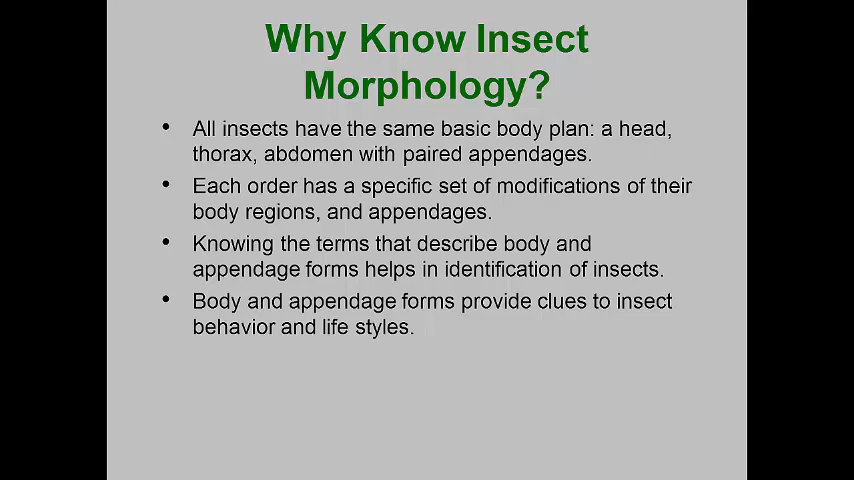 Why Know Insect
Morphology?
• All insects have the same basic body plan: a head,
thorax, abdomen with paired appendages.
• Each order has a specific set of modifications of their
body regions, and appendages.
• Knowing the terms that describe body and
appendage forms helps in identification of insects.
• Body and appendage forms provide clues to insect
behavior and life styles.